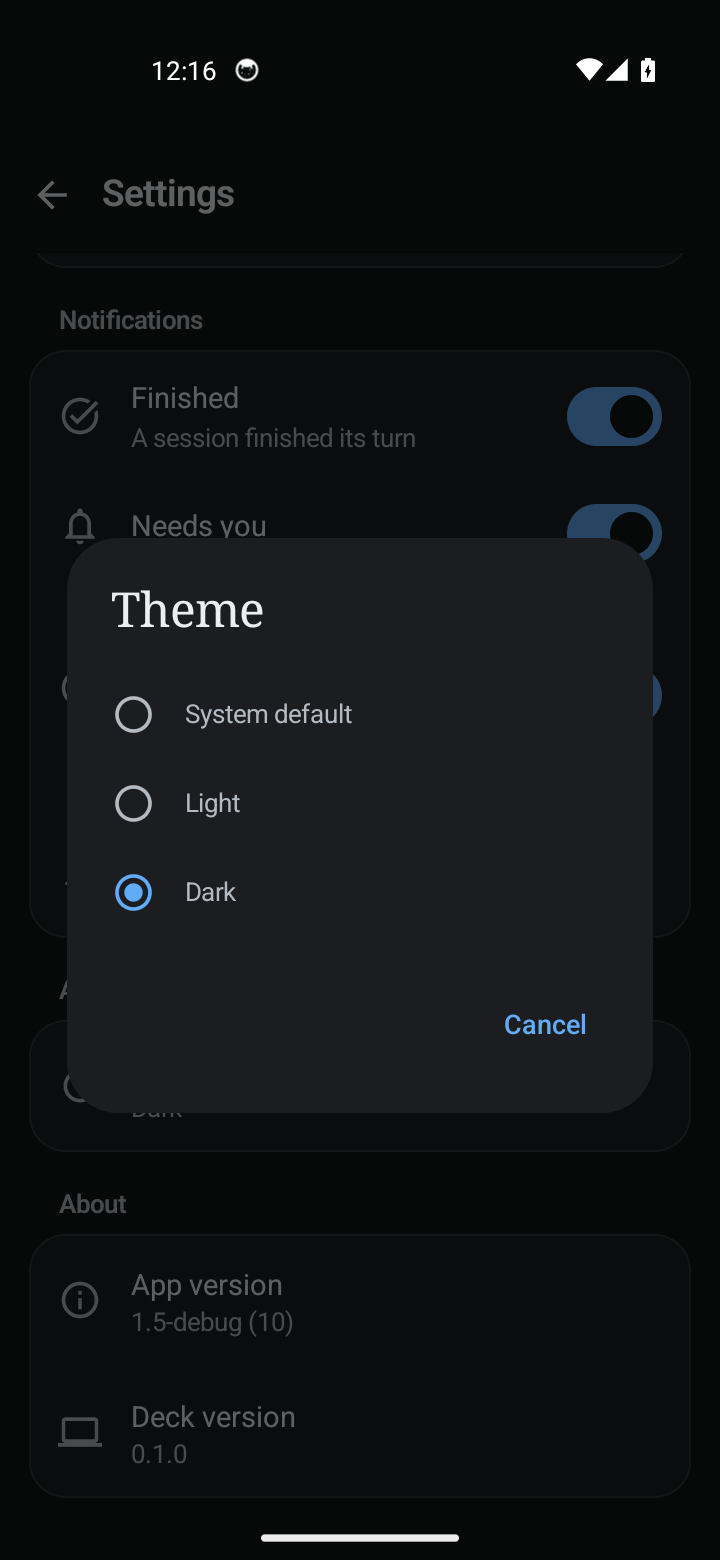 12:16
Settings
Notifications
Finished
A session finished its turn
Needs you
Theme
System default
Light
Dark
Cancel
About
App version
1.5-debug (10)
Deck version
0.1.0